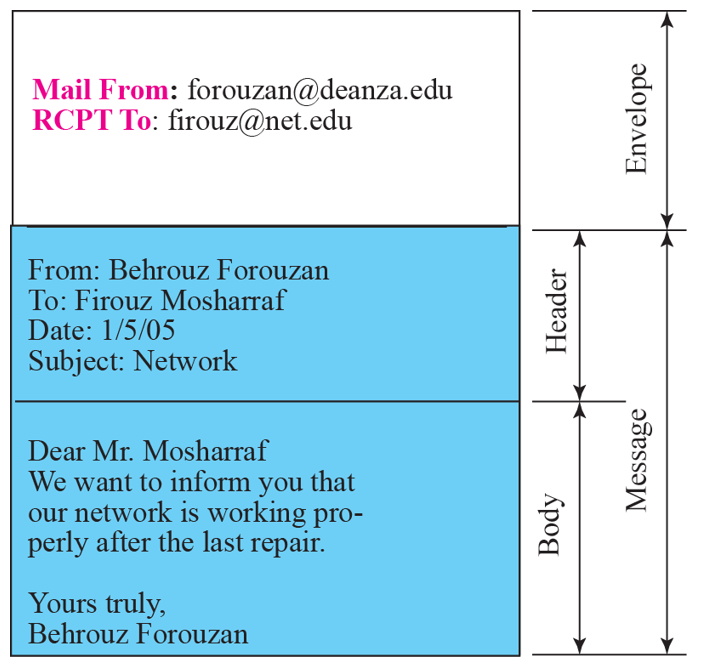 Mail From: forouzan@deanza.edu
RCPT To: firouz@net.edu
Envelope
From: Behrouz Forouzan
To: Firouz Mosharraf
Date: 1/5/05
Subject: Network
Header
Dear Mr. Mosharraf
We want to inform you that
our network is working pro-
perly after the last repair.
Yours truly,
Behrouz Forouzan
Body
Message